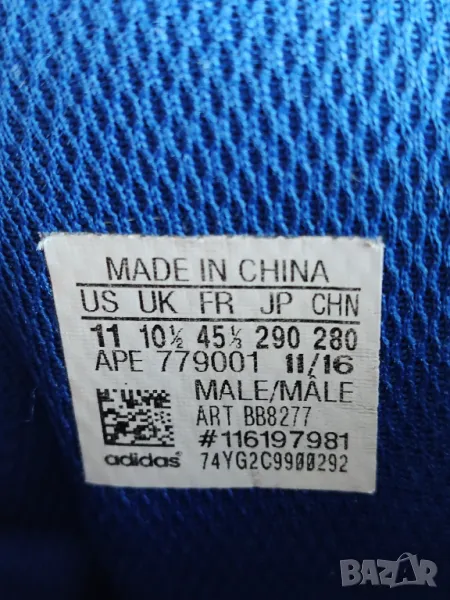 MADE IN CHINA
US UK FR JP CHN
11 10½ 45⅓ 290 280
APE 779001 11/16
MALE/MÂLE
ART BB8277
#116197981
adidas® 74YG2C9900292
BAZAR